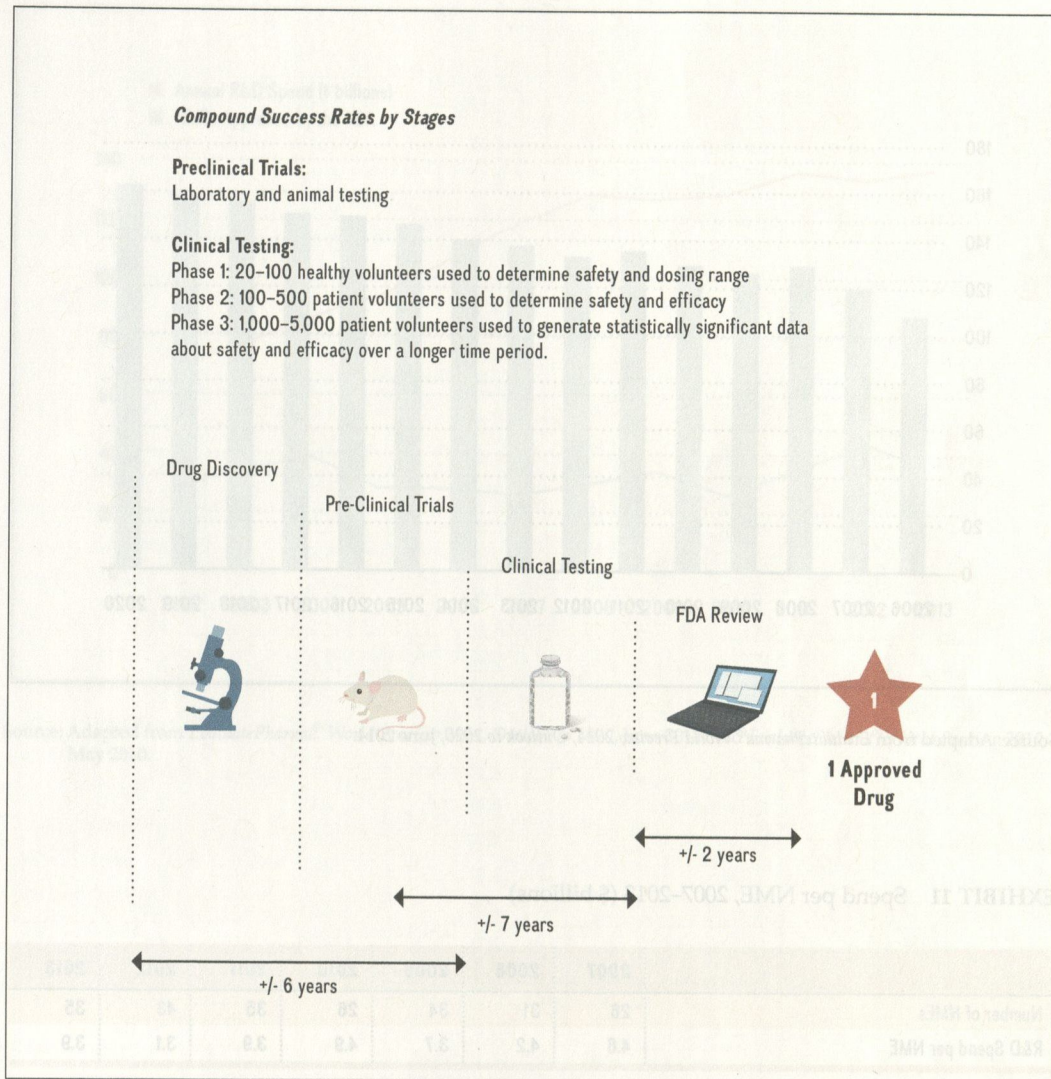 Compound Success Rates by Stages
Preclinical Trials:
Laboratory and animal testing
Clinical Testing:
Phase 1: 20–100 healthy volunteers used to determine safety and dosing range
Phase 2: 100–500 patient volunteers used to determine safety and efficacy
Phase 3: 1,000–5,000 patient volunteers used to generate statistically significant data
about safety and efficacy over a longer time period.
Drug Discovery
Pre-Clinical Trials
Clinical Testing
FDA Review
1
1 Approved
Drug
+/- 2 years
+/- 7 years
+/- 6 years